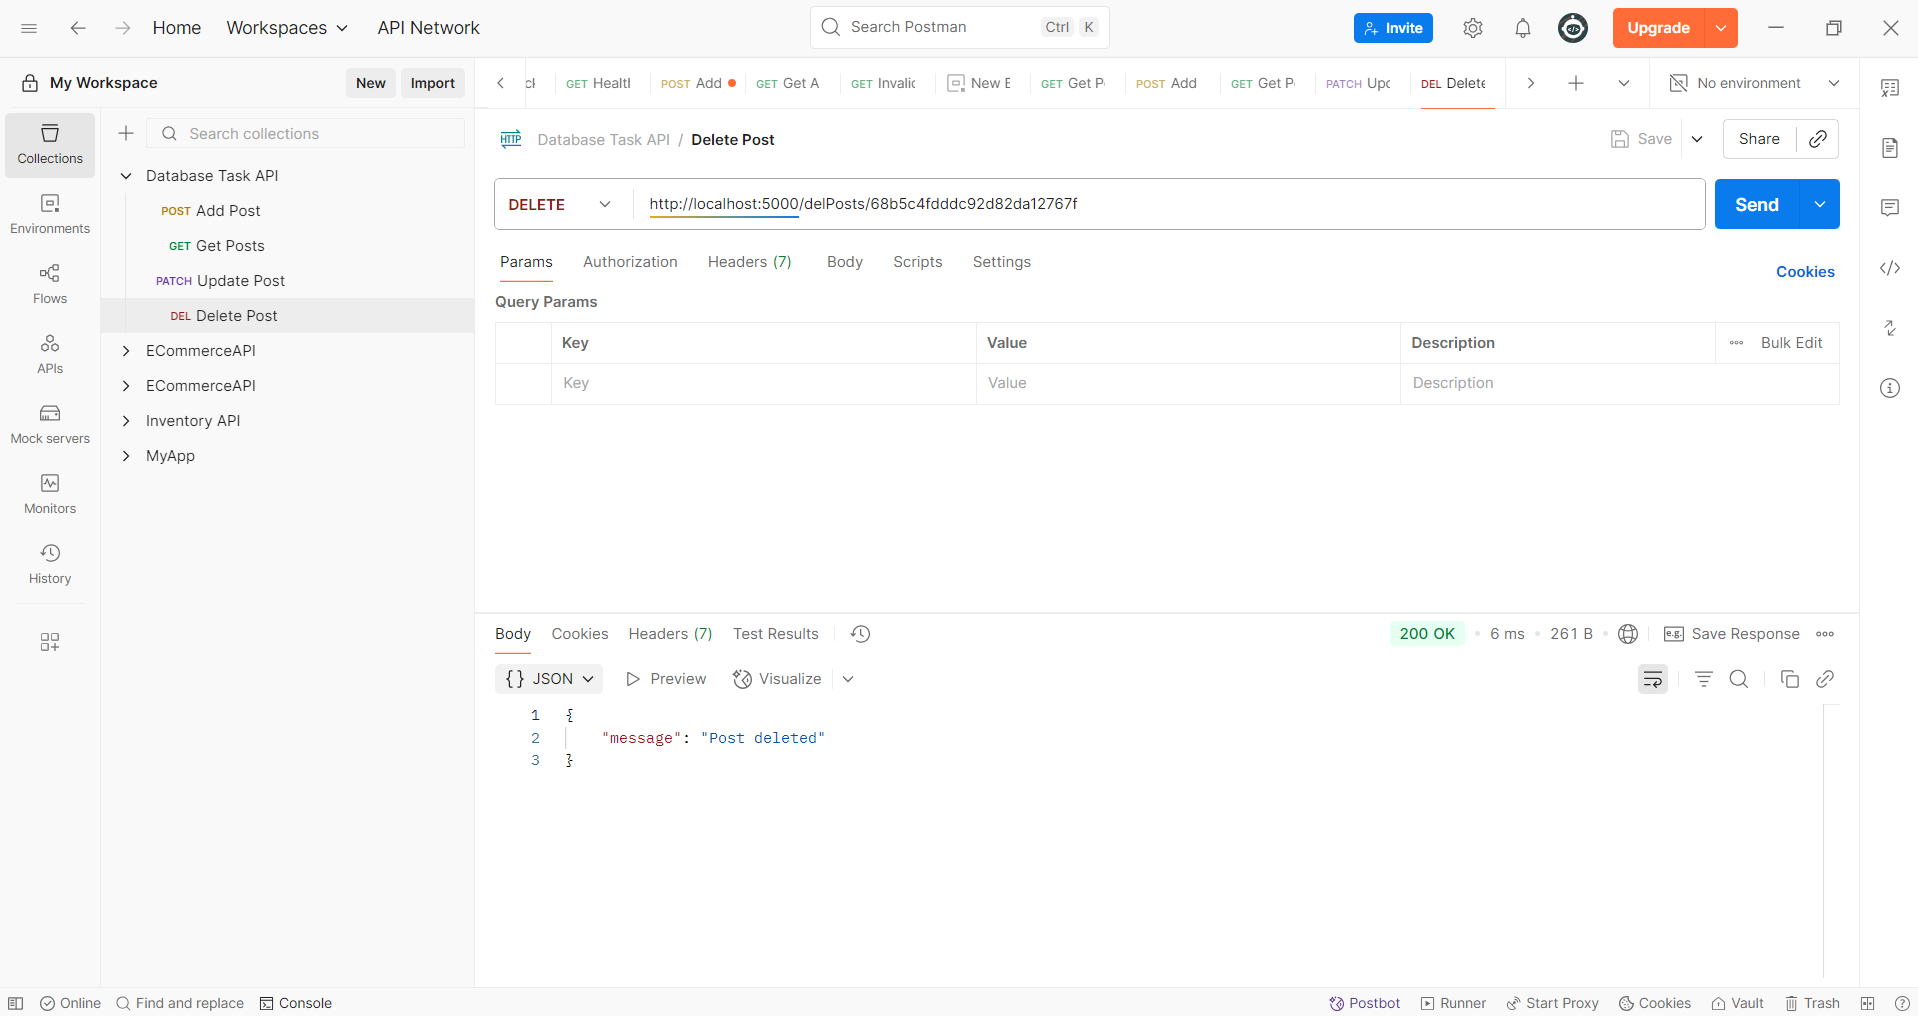 Home Workspaces API Network Search Postman Ctrl K Invite Upgrade
My Workspace New Import
GET Healtl POST Add GET Get A GET Invalic New E GET Get P POST Add GET Get P PATCH Upc DEL Delete No environment
Collections
Environments
Flows
APIs
Mock servers
Monitors
History
Search collections
Database Task API
POST Add Post
GET Get Posts
PATCH Update Post
DEL Delete Post
ECommerceAPI
ECommerceAPI
Inventory API
MyApp
HTTP Database Task API / Delete Post Save Share
DELETE http://localhost:5000/delPosts/68b5c4fdddc92d82da12767f Send
Params Authorization Headers (7) Body Scripts Settings Cookies
Query Params
Key Value Description Bulk Edit
Key Value Description
Body Cookies Headers (7) Test Results 200 OK 6 ms 261 B e.g. Save Response
{} JSON Preview Visualize
1 {
2 "message": "Post deleted"
3 }
Online Find and replace Console Postbot Runner Start Proxy Cookies Vault Trash